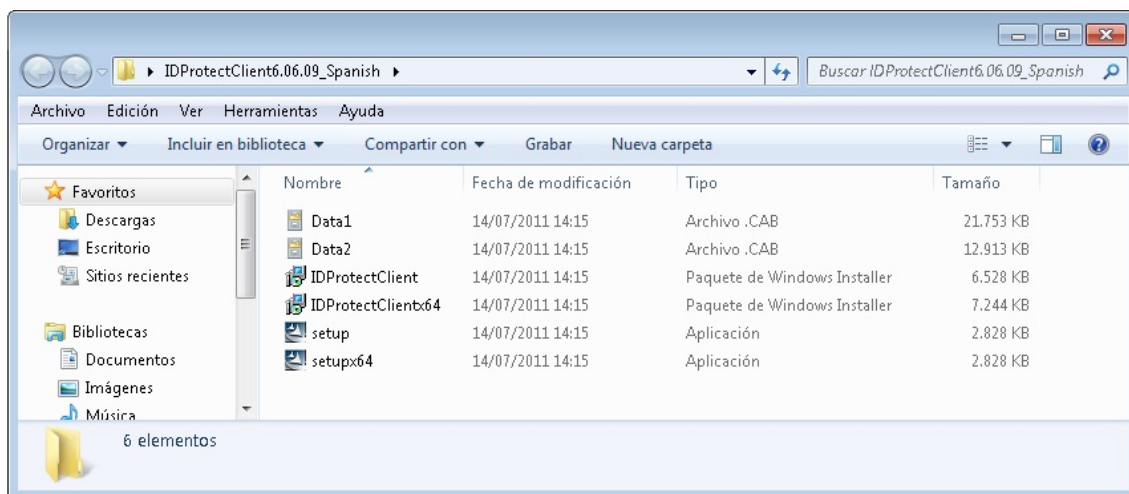 IDProtectClient6.06.09_Spanish
Buscar IDProtectClient6.06.09_Spanish
Archivo Edición Ver Herramientas Ayuda
Organizar Incluir en biblioteca Compartir con Grabar Nueva carpeta
Favoritos
Descargas
Escritorio
Sitios recientes
Bibliotecas
Documentos
Imágenes
Música
Nombre Fecha de modificación Tipo Tamaño
Data1 14/07/2011 14:15 Archivo .CAB 21.753 KB
Data2 14/07/2011 14:15 Archivo .CAB 12.913 KB
IDProtectClient 14/07/2011 14:15 Paquete de Windows Installer 6.528 KB
IDProtectClientx64 14/07/2011 14:15 Paquete de Windows Installer 7.244 KB
setup 14/07/2011 14:15 Aplicación 2.828 KB
setupx64 14/07/2011 14:15 Aplicación 2.828 KB
6 elementos